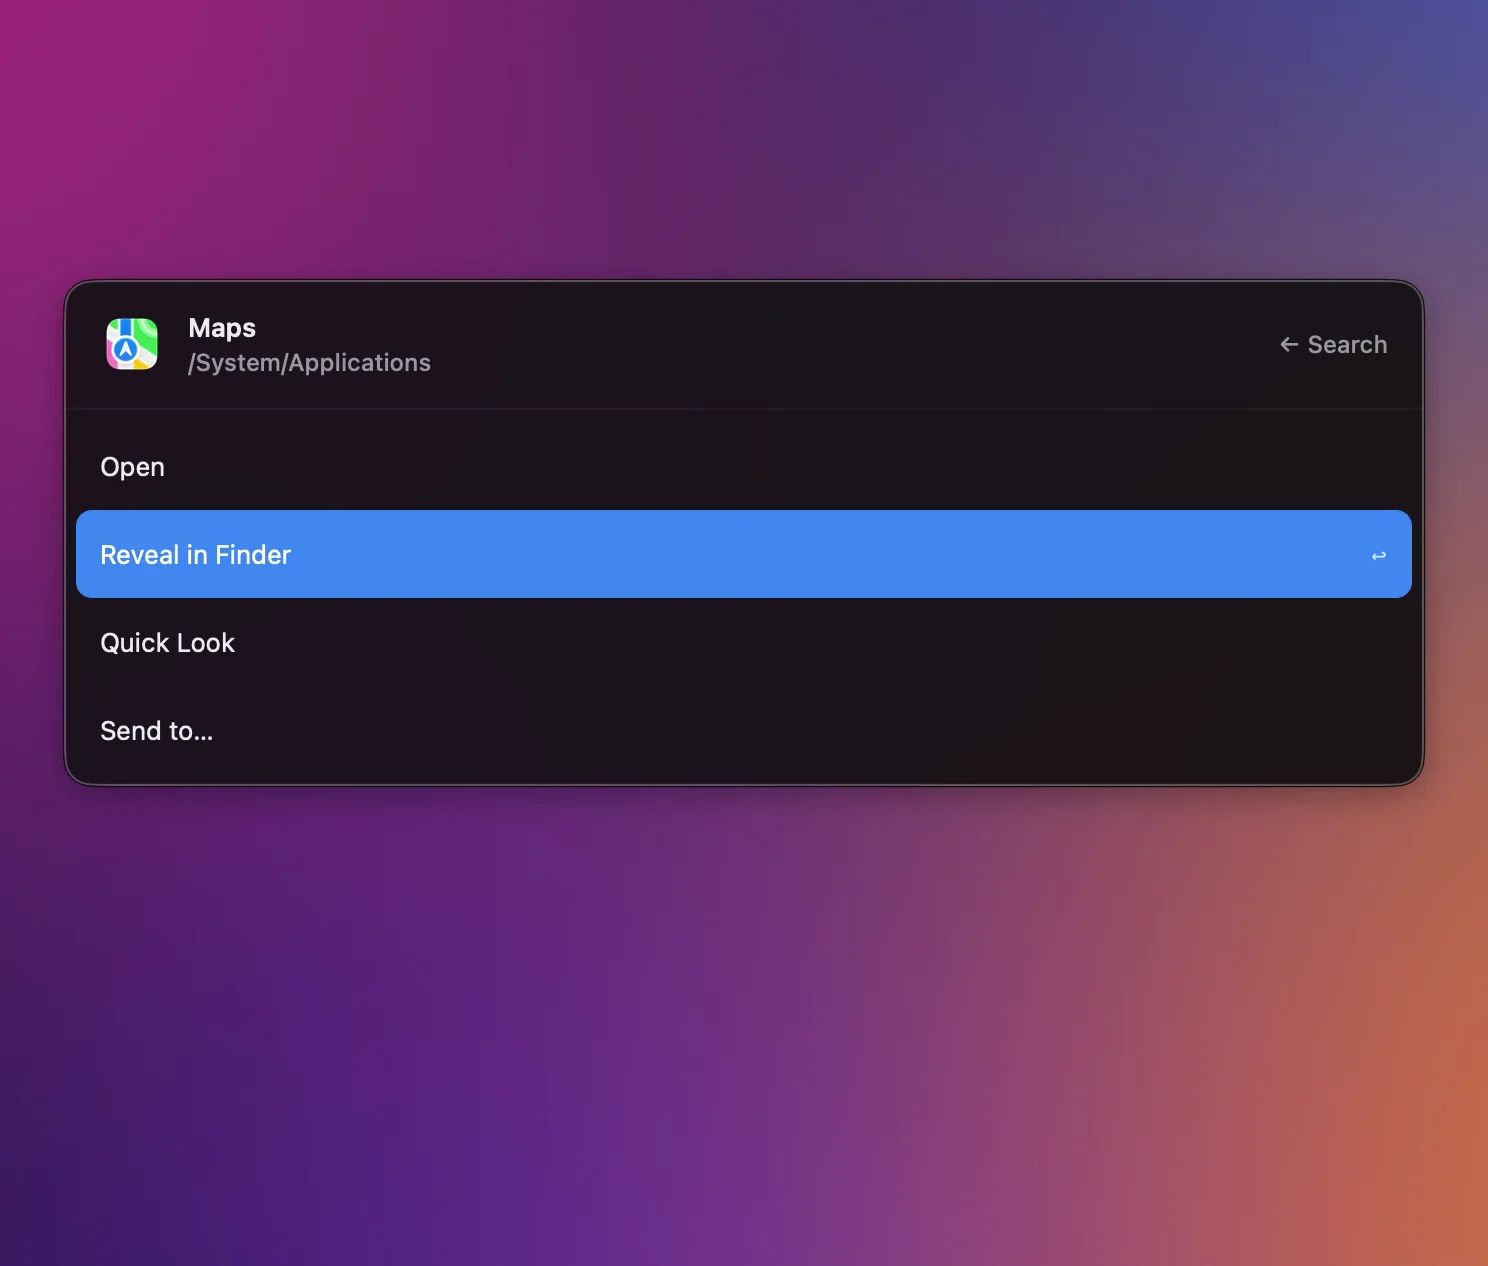 Maps
/System/Applications
← Search
Open
Reveal in Finder ↩
Quick Look
Send to...